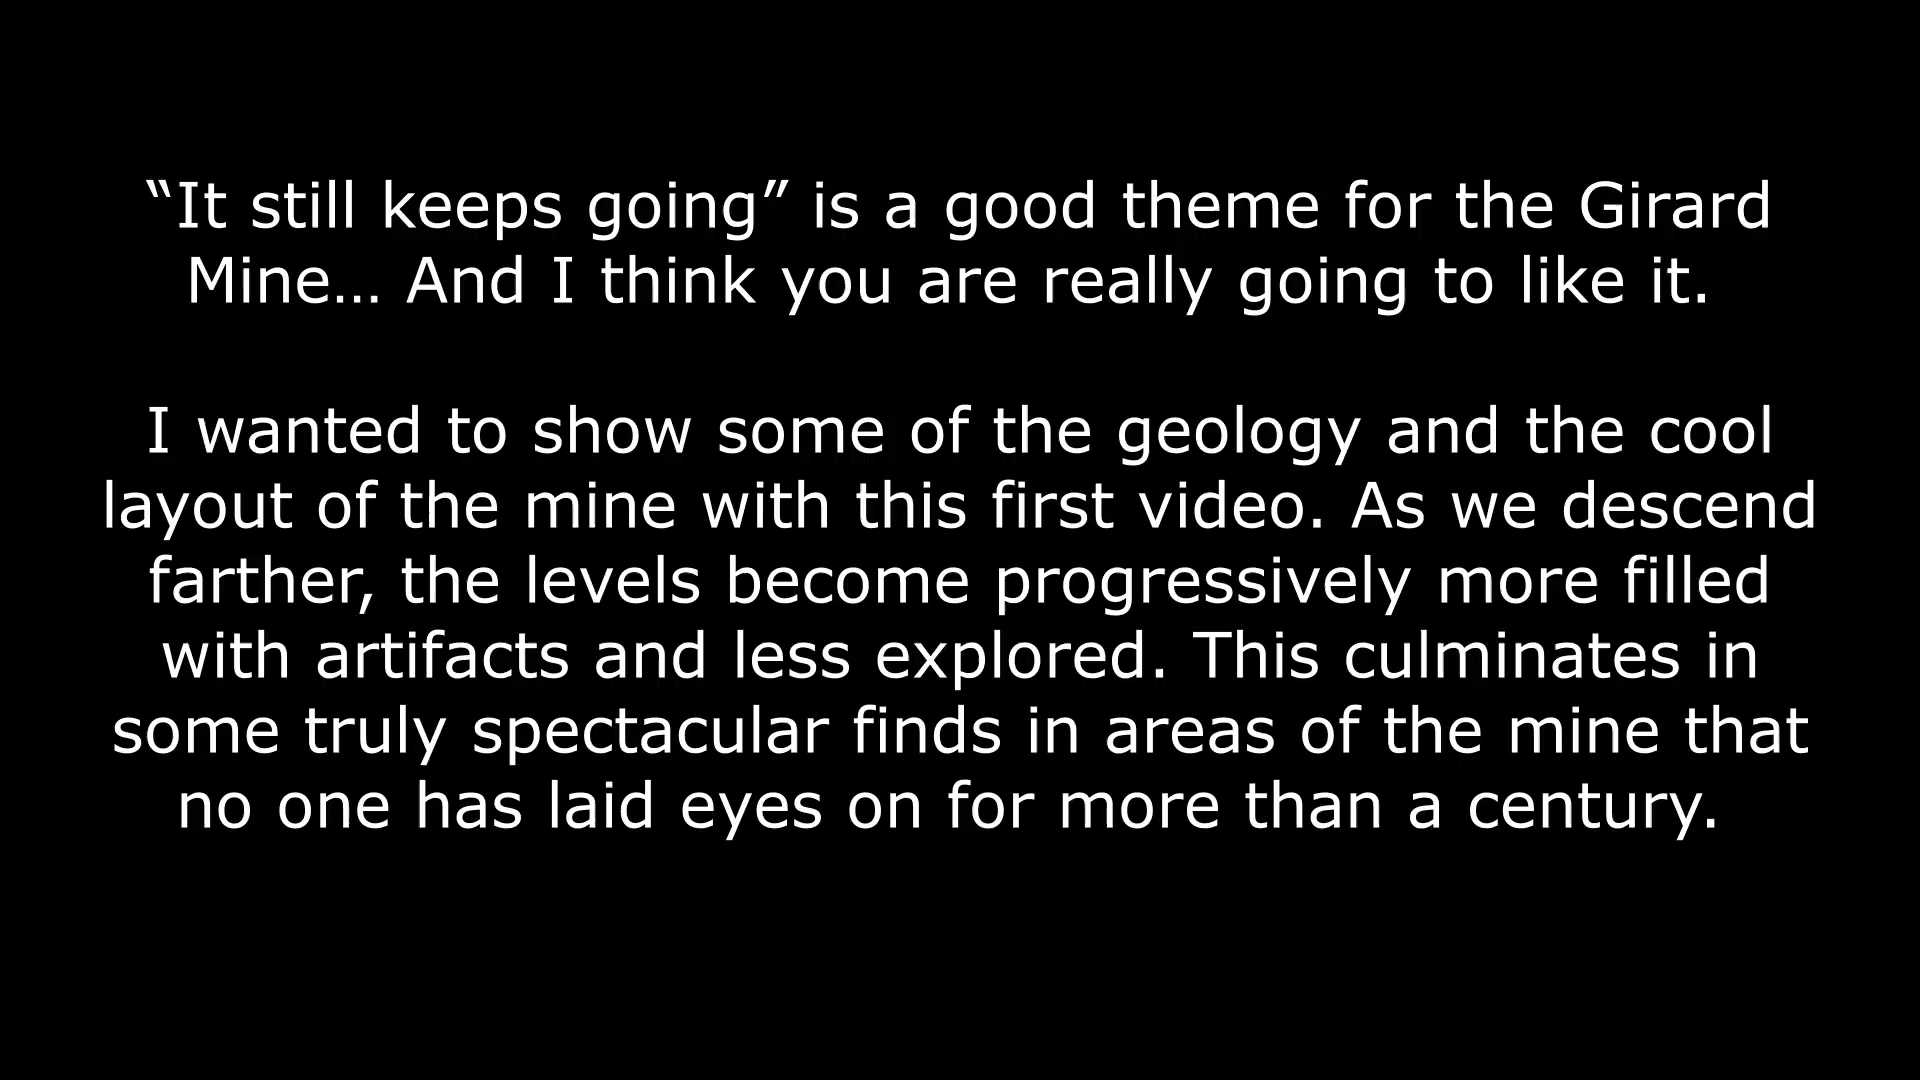 “It still keeps going” is a good theme for the Girard
Mine… And I think you are really going to like it.
I wanted to show some of the geology and the cool
layout of the mine with this first video. As we descend
farther, the levels become progressively more filled
with artifacts and less explored. This culminates in
some truly spectacular finds in areas of the mine that
no one has laid eyes on for more than a century.